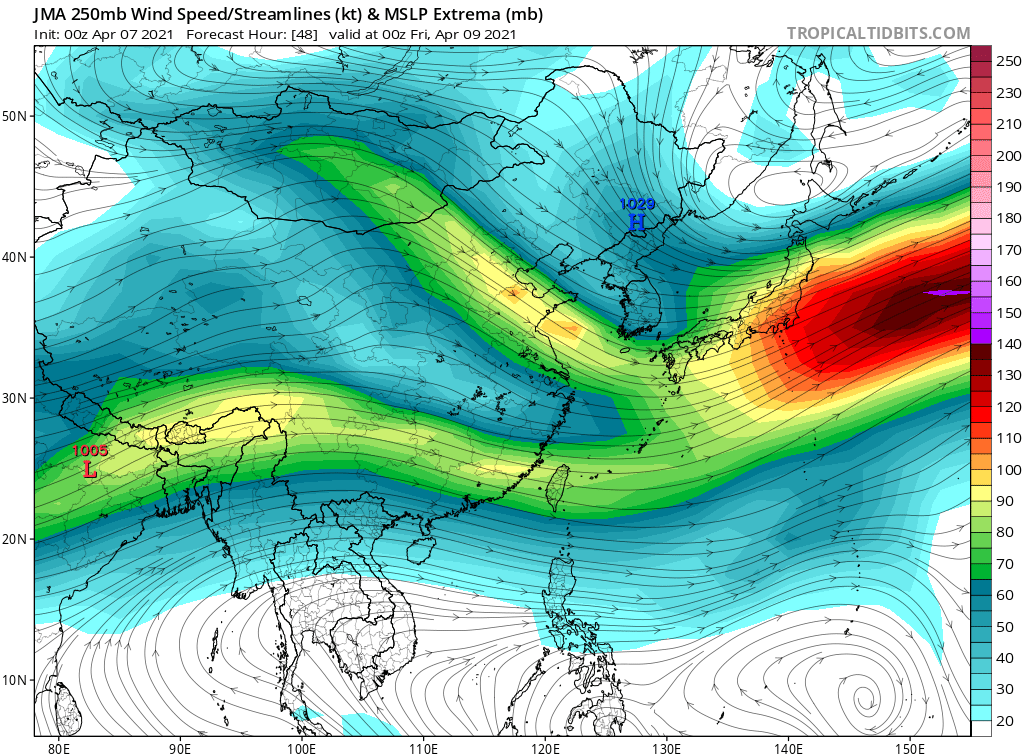 JMA 250mb Wind Speed/Streamlines (kt) & MSLP Extrema (mb)
Init: 00z Apr 07 2021 Forecast Hour: [48] valid at 00z Fri, Apr 09 2021
TROPICALTIDBITS.COM
50N
40N
30N
20N
10N
1029
H
1005
L
80E
90E
100E
110E
120E
130E
140E
150E
250
230
210
200
190
180
170
160
150
140
130
120
110
100
90
80
70
60
50
40
30
20